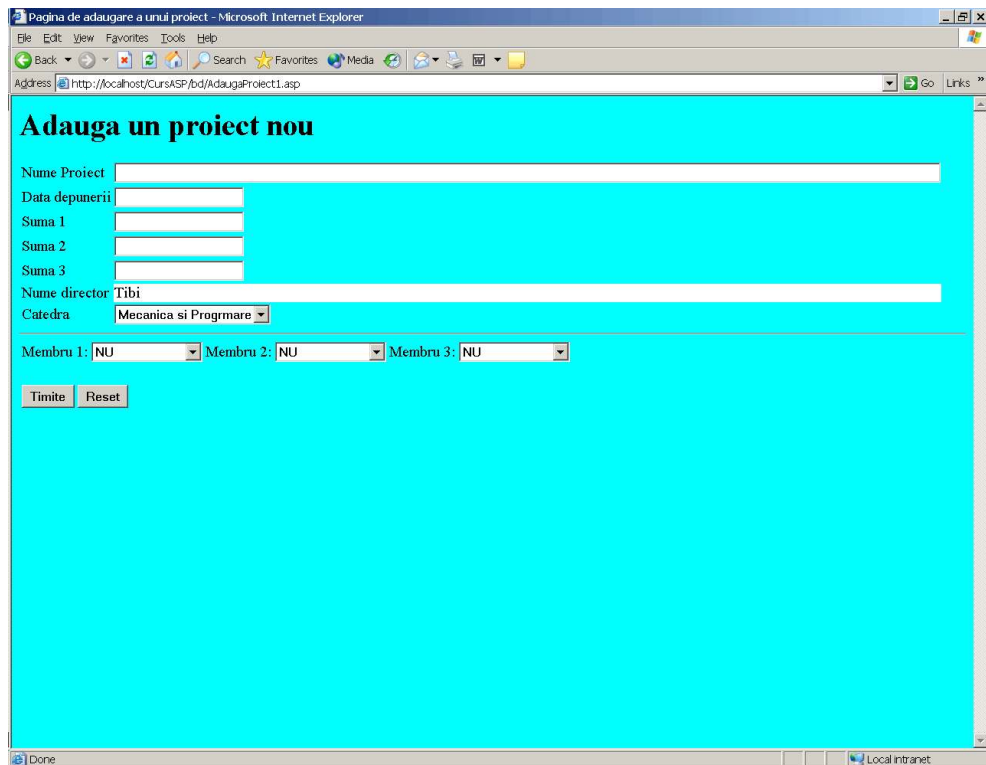 Pagina de adaugare a unui proiect - Microsoft Internet Explorer
File Edit View Favorites Tools Help
Back Search Favorites Media
Address http://localhost/CursASP/bd/AdaugaProiect1.asp Go Links »
Adauga un proiect nou
Nume Proiect
Data depunerii
Suma 1
Suma 2
Suma 3
Nume director Tibi
Catedra Mecanica si Progrmare
Membru 1: NU Membru 2: NU Membru 3: NU
Timite Reset
Done Local intranet